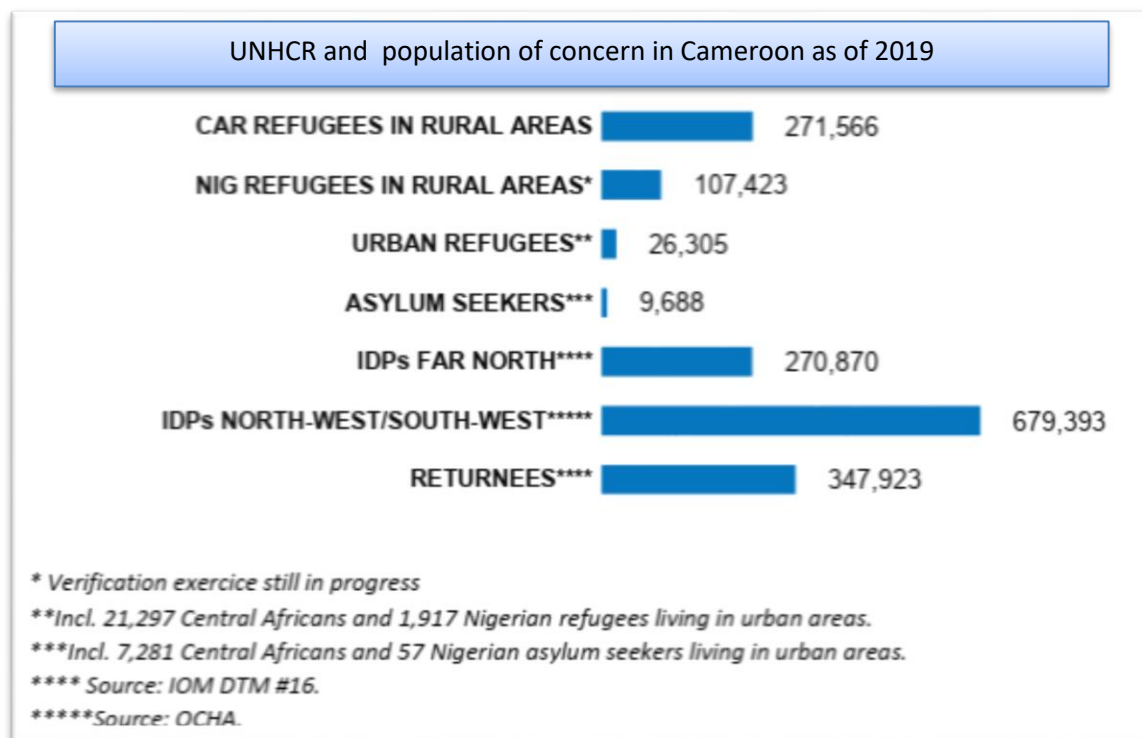 UNHCR and population of concern in Cameroon as of 2019
CAR REFUGEES IN RURAL AREAS 271,566
NIG REFUGEES IN RURAL AREAS* 107,423
URBAN REFUGEES** 26,305
ASYLUM SEEKERS*** 9,688
IDPs FAR NORTH**** 270,870
IDPs NORTH-WEST/SOUTH-WEST***** 679,393
RETURNEES**** 347,923
* Verification exercice still in progress
**Incl. 21,297 Central Africans and 1,917 Nigerian refugees living in urban areas.
***Incl. 7,281 Central Africans and 57 Nigerian asylum seekers living in urban areas.
**** Source: IOM DTM #16.
*****Source: OCHA.